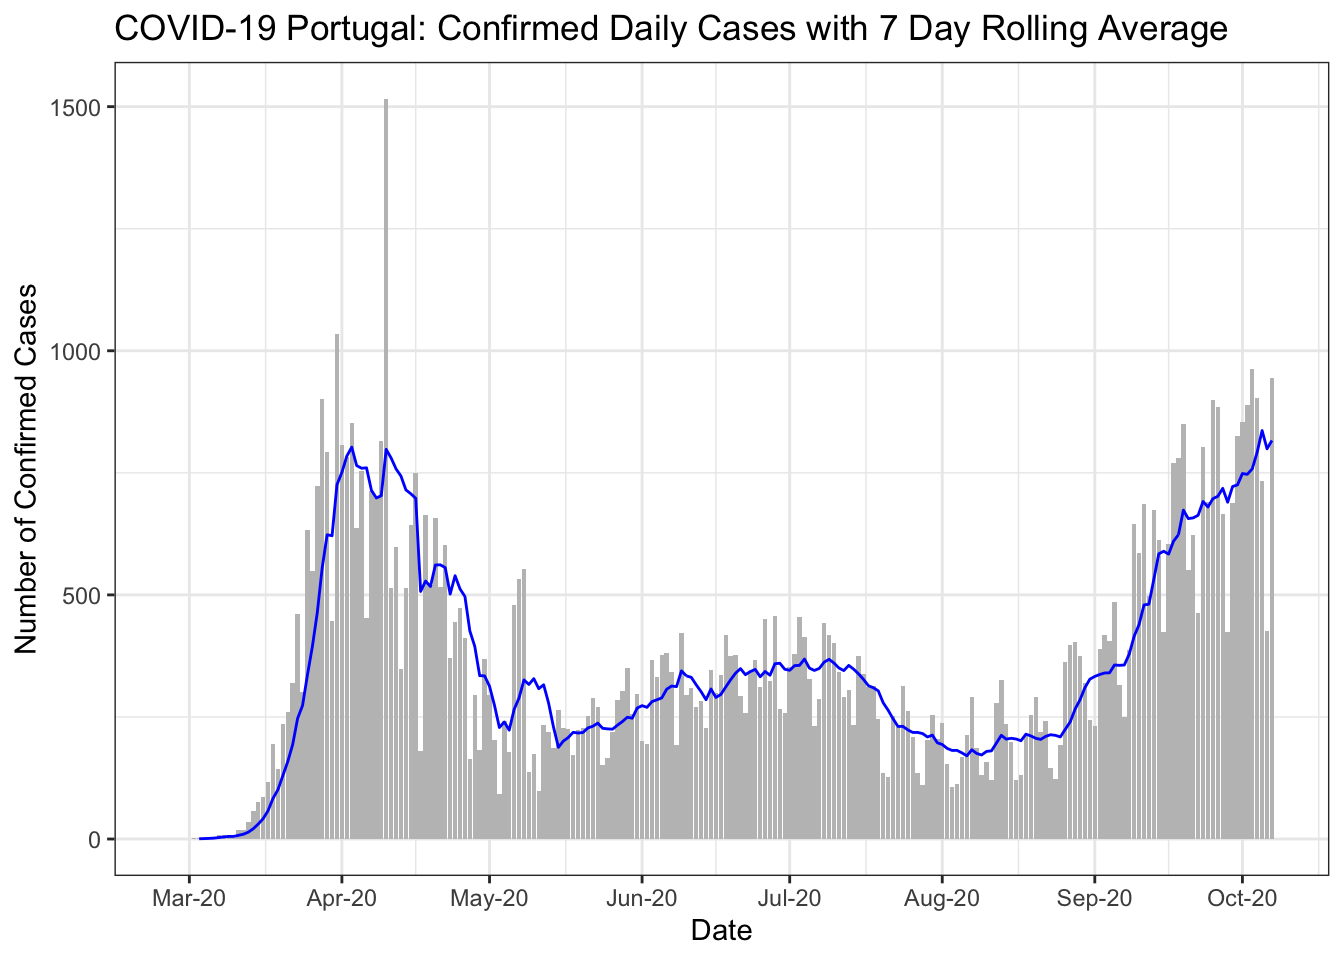 COVID-19 Portugal: Confirmed Daily Cases with 7 Day Rolling Average
Number of Confirmed Cases
1500
1000
500
0
Mar-20 Apr-20 May-20 Jun-20 Jul-20 Aug-20 Sep-20 Oct-20
Date